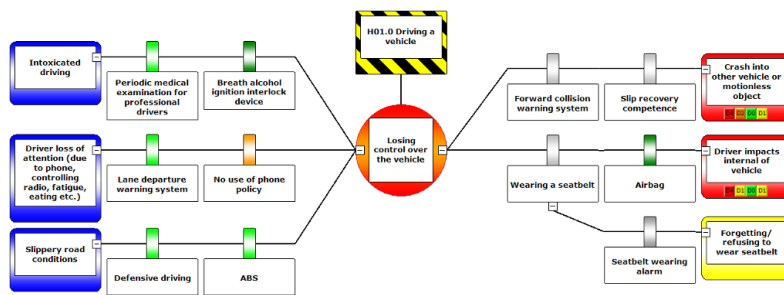 H01.0 Driving a
vehicle
Intoxicated
driving
Periodic medical
examination for
professional
drivers
Breath alcohol
ignition interlock
device
Driver loss of
attention (due
to phone,
controlling
radio, fatigue,
eating etc.)
Lane departure
warning system
No use of phone
policy
Slippery road
conditions
Defensive driving
ABS
Losing
control over
the vehicle
Forward collision
warning system
Slip recovery
competence
Crash into
other vehicle or
motionless
object
Wearing a seatbelt
Airbag
Driver impacts
internal of
vehicle
Seatbelt wearing
alarm
Forgetting/
refusing to
wear seatbelt